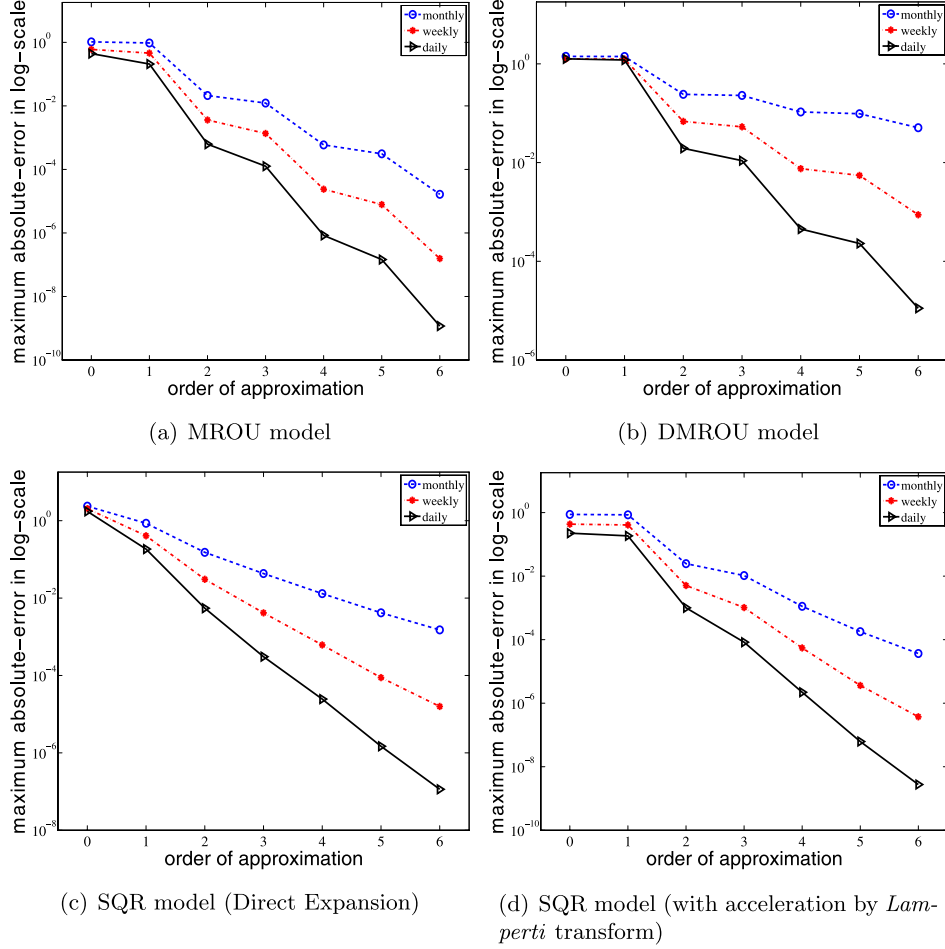 maximum absolute−error in log−scale
monthly
weekly
daily
10^0
10^−2
10^−4
10^−6
10^−8
10^−10
0 1 2 3 4 5 6
order of approximation
(a) MROU model
maximum absolute−error in log−scale
monthly
weekly
daily
10^0
10^−2
10^−4
10^−6
0 1 2 3 4 5 6
order of approximation
(b) DMROU model
maximum absolute−error in log−scale
monthly
weekly
daily
10^0
10^−2
10^−4
10^−6
10^−8
0 1 2 3 4 5 6
order of approximation
(c) SQR model (Direct Expansion)
maximum absolute−error in log−scale
monthly
weekly
daily
10^0
10^−2
10^−4
10^−6
10^−8
10^−10
0 1 2 3 4 5 6
order of approximation
(d) SQR model (with acceleration by Lam-
perti transform)